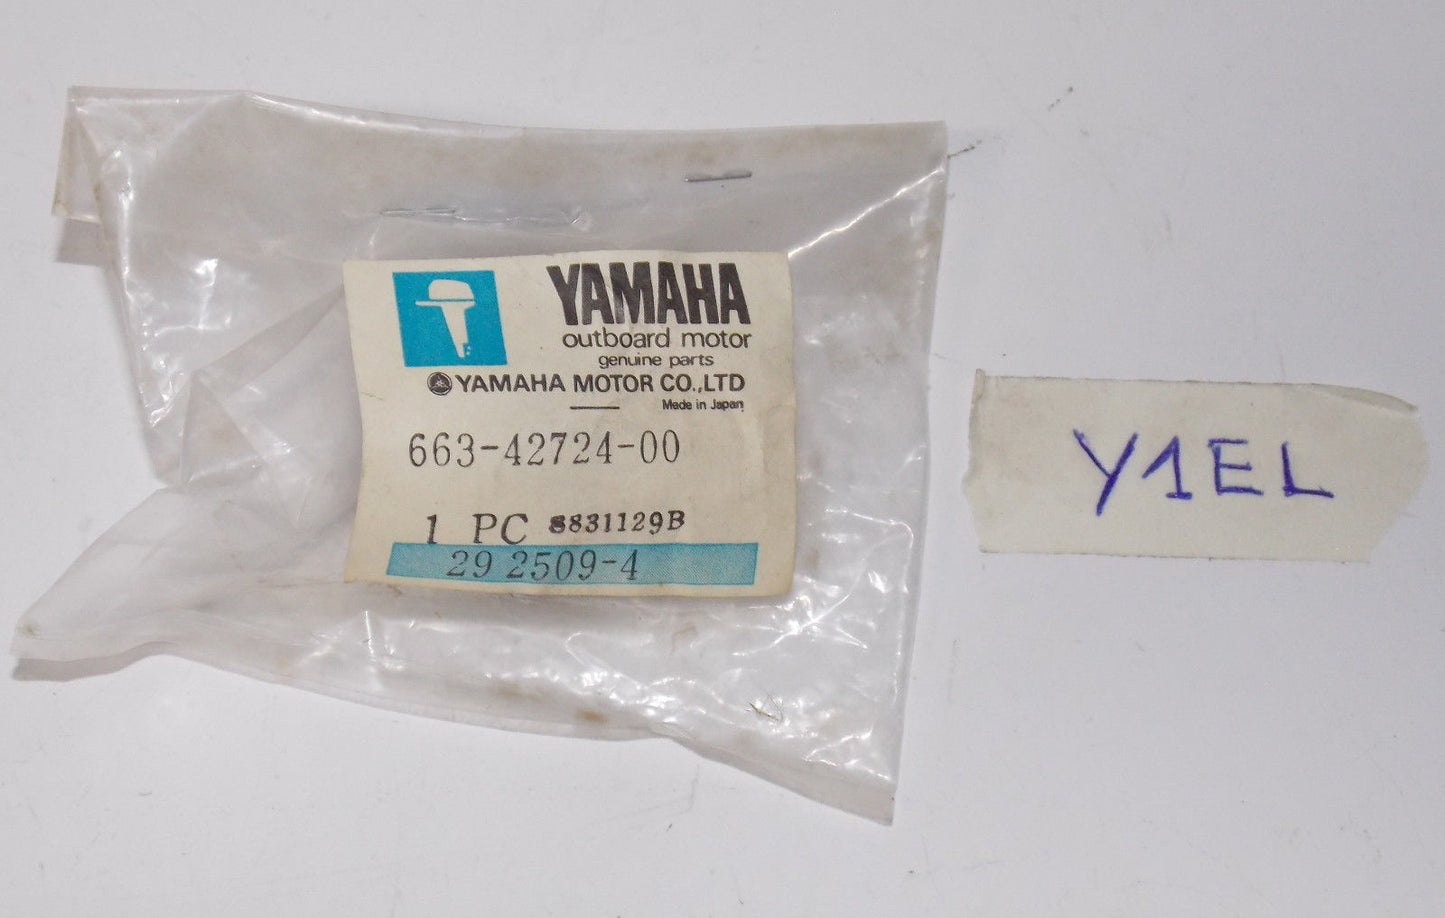 YAMAHA
outboard motor
genuine parts
YAMAHA MOTOR CO.,LTD
Made in Japan
663-42724-00
1 PC 8831129B
29 2509-4
Y1EL